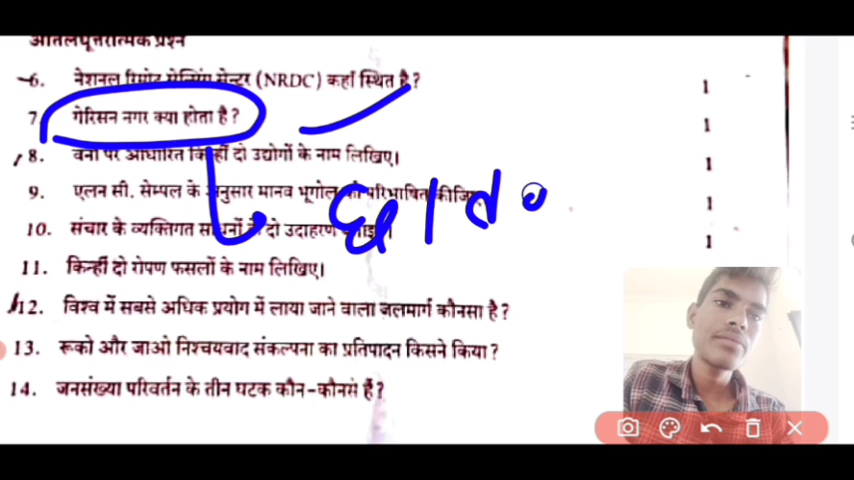 अतिलघूत्तरात्मक प्रश्न
6. नेशनल रिमोट सेन्सिंग सेन्टर (NRDC) कहाँ स्थित है? 1
7. गेरिसन नगर क्या होता है? 1
8. वनों पर आधारित किन्हीं दो उद्योगों के नाम लिखिए। 1
9. एलन सी. सेम्पल के अनुसार मानव भूगोल को परिभाषित कीजिए। 1
10. संचार के व्यक्तिगत साधनों के दो उदाहरण 1
11. किन्हीं दो रोपण फसलों के नाम लिखिए।
12. विश्व में सबसे अधिक प्रयोग में लाया जाने वाला जलमार्ग कौनसा है?
13. रूको और जाओ निश्चयवाद संकल्पना का प्रतिपादन किसने किया?
14. जनसंख्या परिवर्तन के तीन घटक कौन-कौनसे हैं?